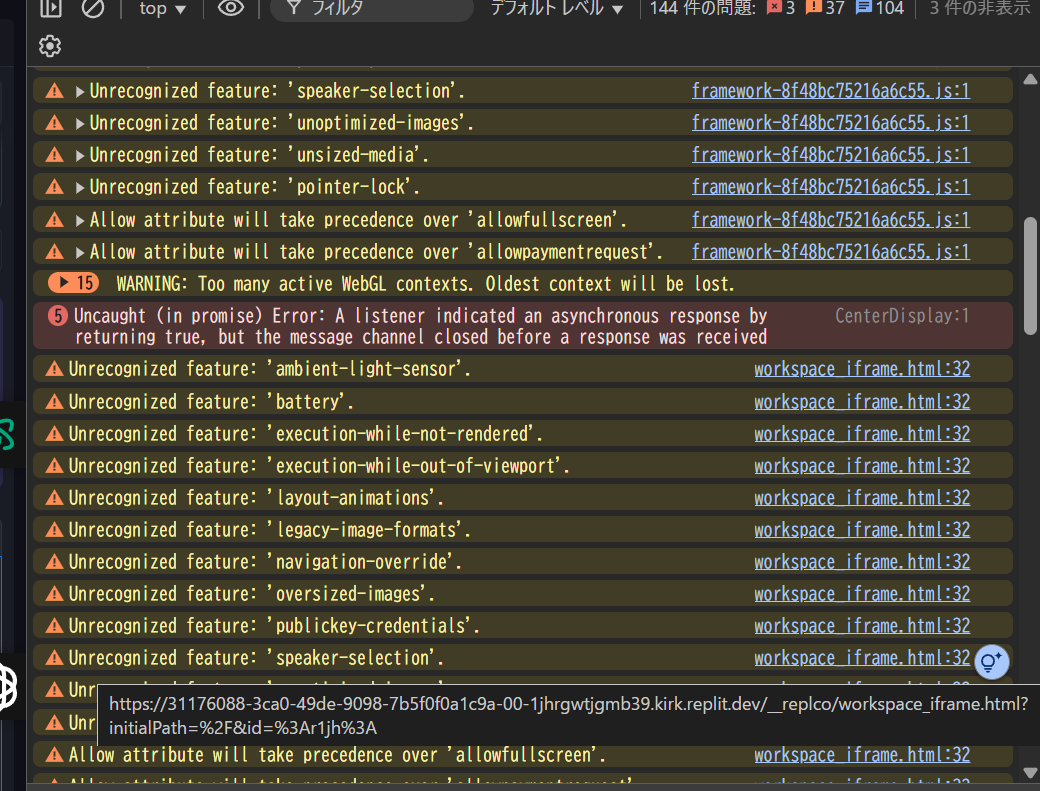 top ▼
フィルタ
デフォルト レベル ▼
144 件の問題:
3
37
104
3 件の非表示
Unrecognized feature: 'speaker-selection'. framework-8f48bc75216a6c55.js:1
Unrecognized feature: 'unoptimized-images'. framework-8f48bc75216a6c55.js:1
Unrecognized feature: 'unsized-media'. framework-8f48bc75216a6c55.js:1
Unrecognized feature: 'pointer-lock'. framework-8f48bc75216a6c55.js:1
Allow attribute will take precedence over 'allowfullscreen'. framework-8f48bc75216a6c55.js:1
Allow attribute will take precedence over 'allowpaymentrequest'. framework-8f48bc75216a6c55.js:1
15 WARNING: Too many active WebGL contexts. Oldest context will be lost.
5 Uncaught (in promise) Error: A listener indicated an asynchronous response by CenterDisplay:1
returning true, but the message channel closed before a response was received
Unrecognized feature: 'ambient-light-sensor'. workspace_iframe.html:32
Unrecognized feature: 'battery'. workspace_iframe.html:32
Unrecognized feature: 'execution-while-not-rendered'. workspace_iframe.html:32
Unrecognized feature: 'execution-while-out-of-viewport'. workspace_iframe.html:32
Unrecognized feature: 'layout-animations'. workspace_iframe.html:32
Unrecognized feature: 'legacy-image-formats'. workspace_iframe.html:32
Unrecognized feature: 'navigation-override'. workspace_iframe.html:32
Unrecognized feature: 'oversized-images'. workspace_iframe.html:32
Unrecognized feature: 'publickey-credentials'. workspace_iframe.html:32
Unrecognized feature: 'speaker-selection'. workspace_iframe.html:32
Unr
https://31176088-3ca0-49de-9098-7b5f0f0a1c9a-00-1jhrgwtjgmb39.kirk.replit.dev/__replco/workspace_iframe.html?
initialPath=%2F&id=%3Ar1jh%3A
Unr
Allow attribute will take precedence over 'allowfullscreen'. workspace_iframe.html:32